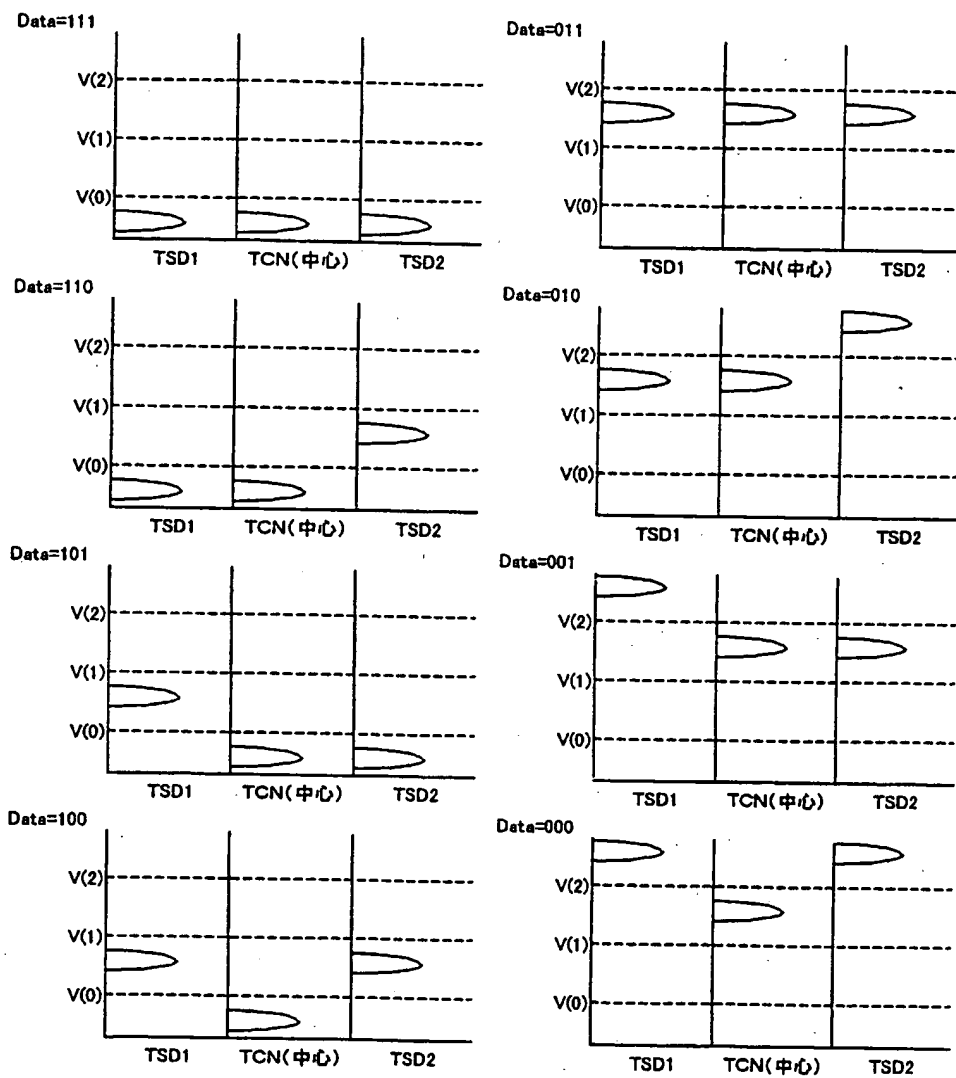 Data=111
V(2)
V(1)
V(0)
TSD1 TCN(中心) TSD2
Data=011
V(2)
V(1)
V(0)
TSD1 TCN(中心) TSD2
Data=110
V(2)
V(1)
V(0)
TSD1 TCN(中心) TSD2
Data=010
V(2)
V(1)
V(0)
TSD1 TCN(中心) TSD2
Data=101
V(2)
V(1)
V(0)
TSD1 TCN(中心) TSD2
Data=001
V(2)
V(1)
V(0)
TSD1 TCN(中心) TSD2
Data=100
V(2)
V(1)
V(0)
TSD1 TCN(中心) TSD2
Data=000
V(2)
V(1)
V(0)
TSD1 TCN(中心) TSD2